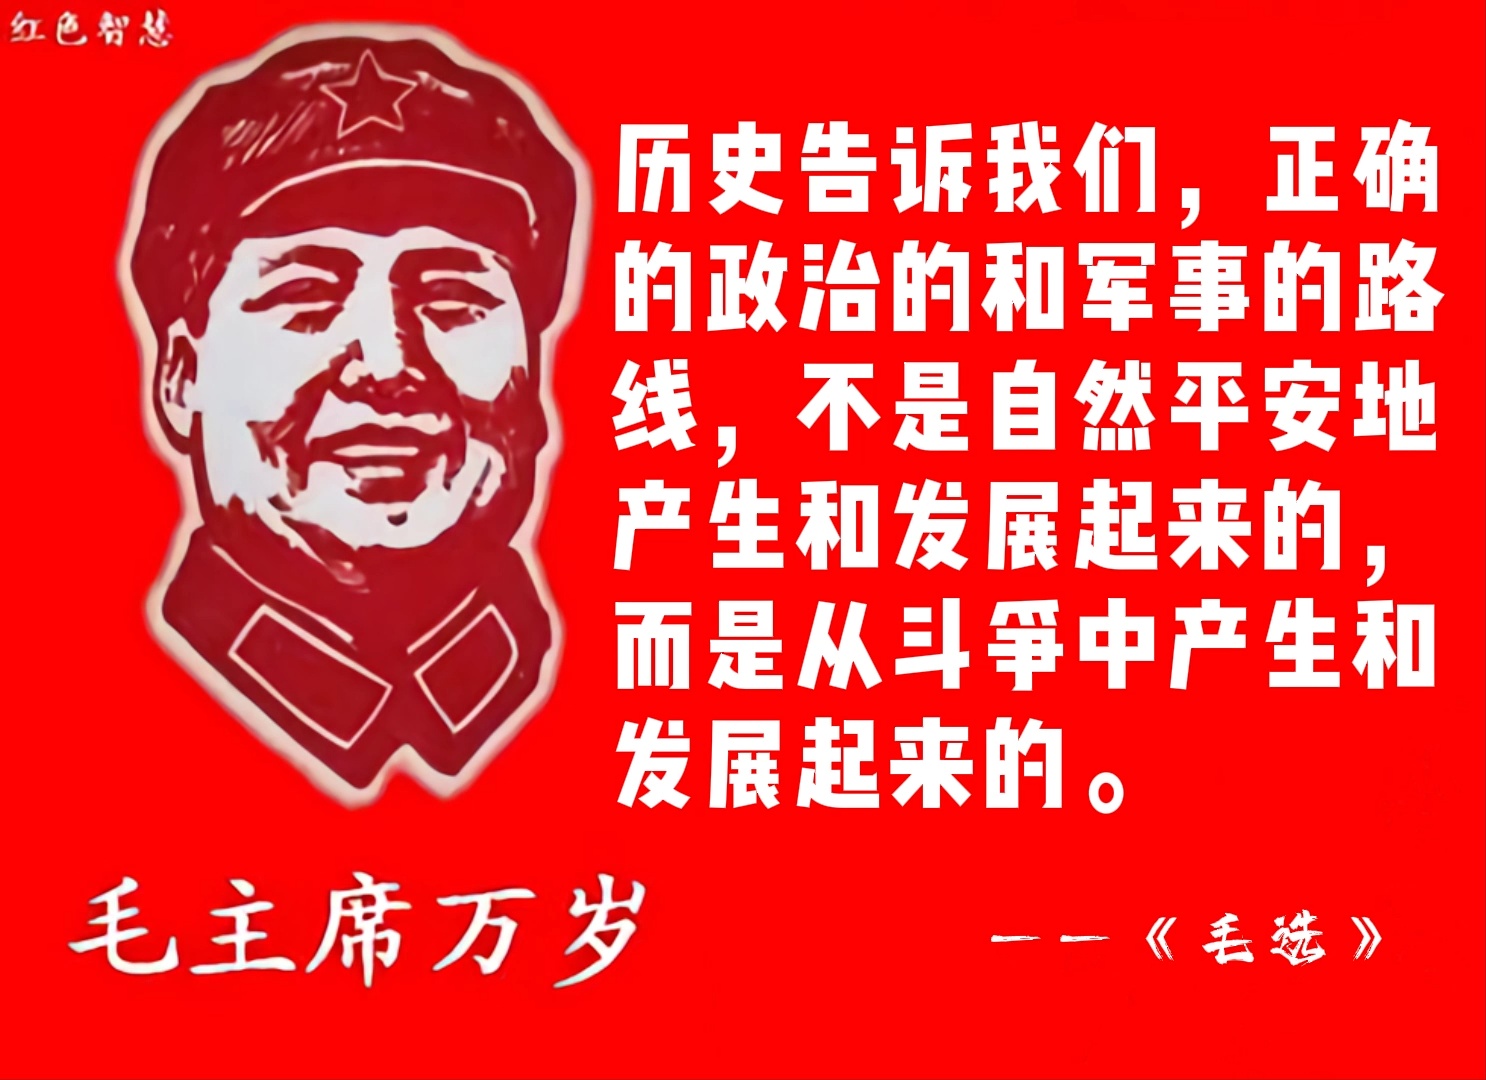 红色智慧
历史告诉我们，正确
的政治的和军事的路
线，不是自然平安地
产生和发展起来的，
而是从斗争中产生和
发展起来的。
毛主席万岁
——《毛选》